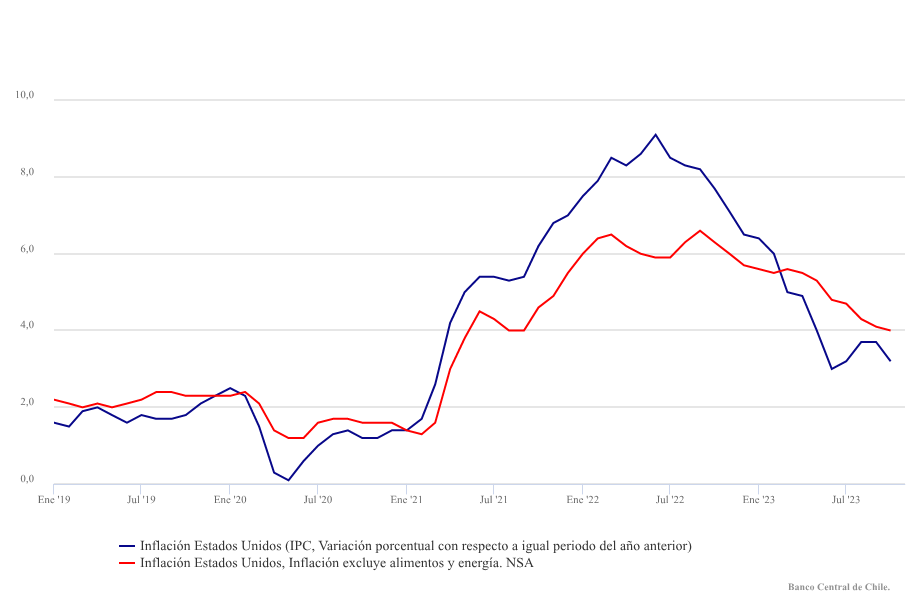 10,0
8,0
6,0
4,0
2,0
0,0
Ene '19 Jul '19 Ene '20 Jul '20 Ene '21 Jul '21 Ene '22 Jul '22 Ene '23 Jul '23
Inflación Estados Unidos (IPC, Variación porcentual con respecto a igual periodo del año anterior)
Inflación Estados Unidos, Inflación excluye alimentos y energía. NSA
Banco Central de Chile.